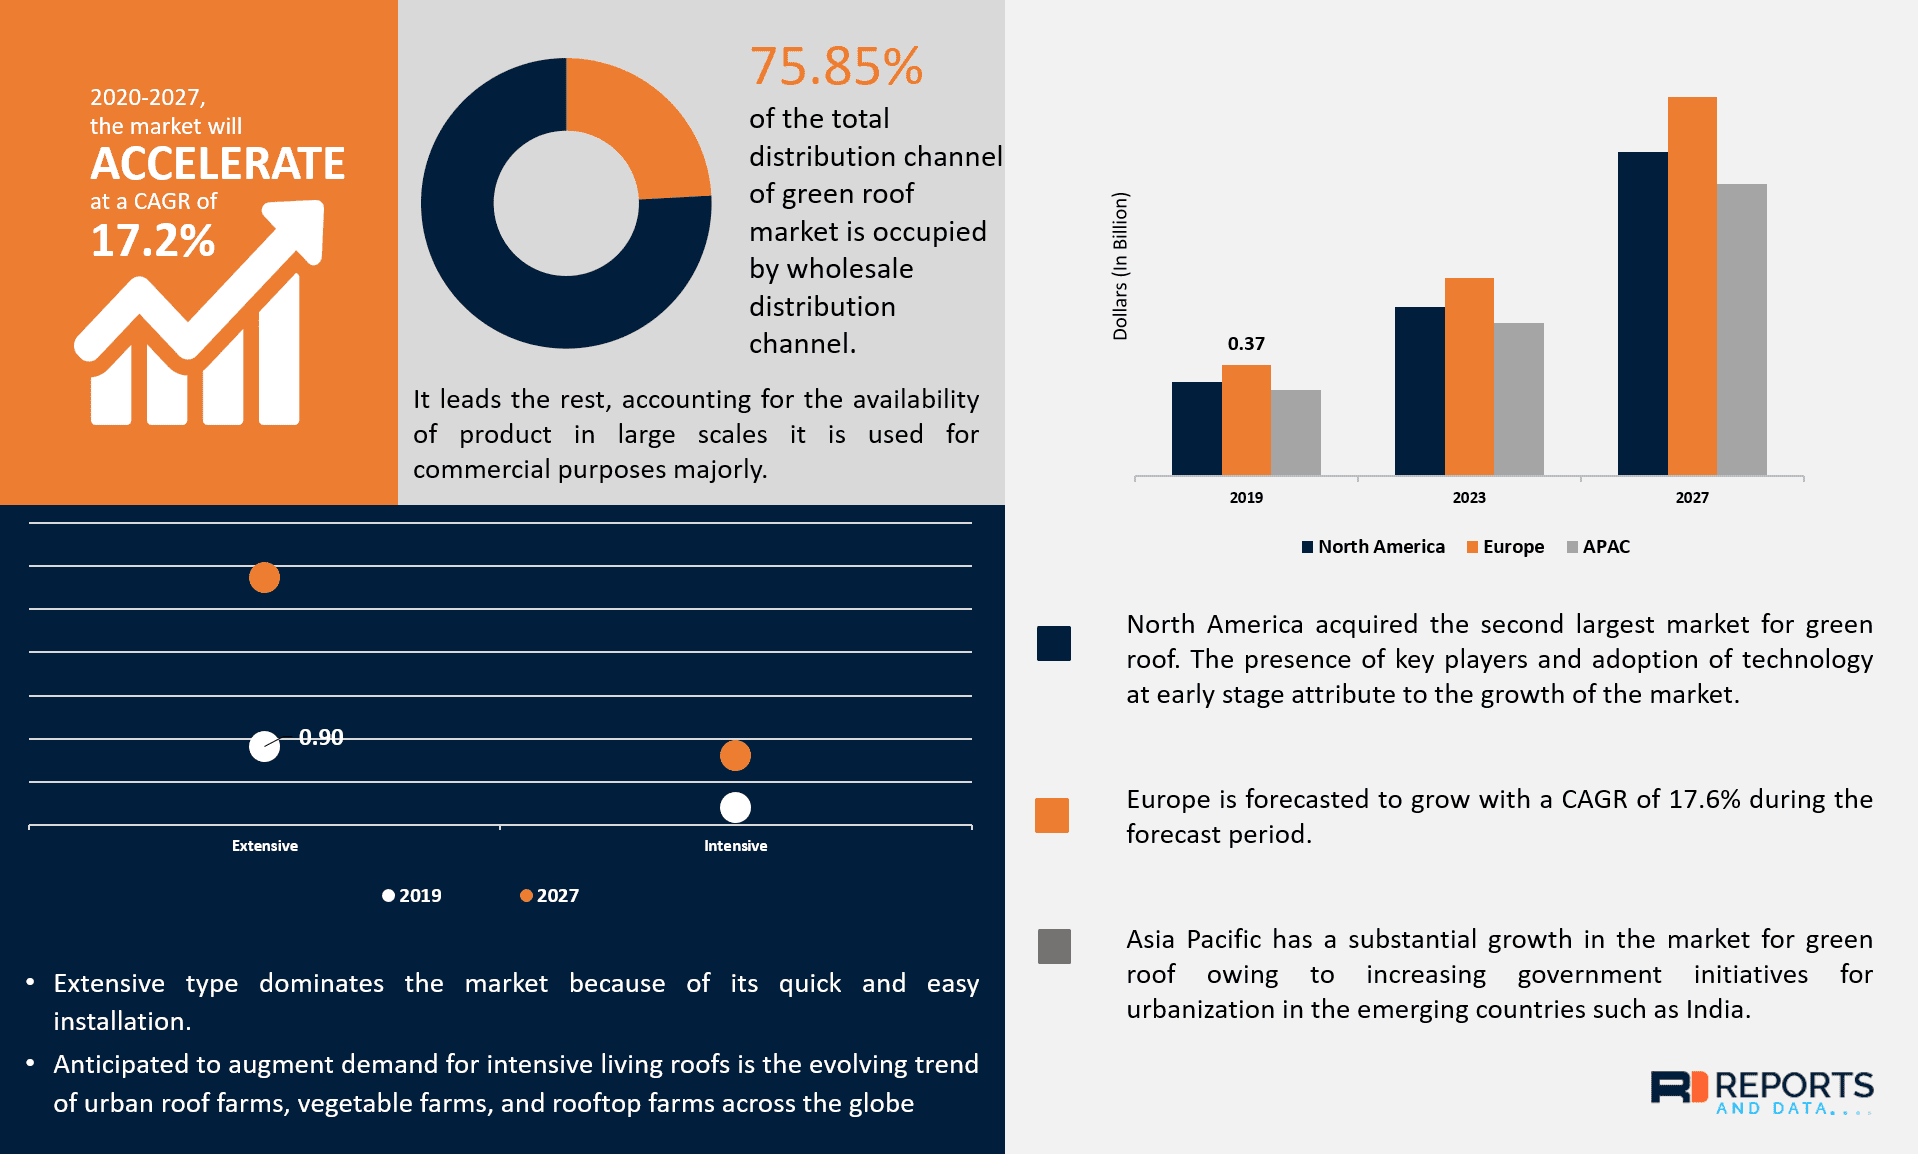 2020-2027,
the market will
ACCELERATE
at a CAGR of
17.2%
75.85%
of the total
distribution channel
of green roof
market is occupied
by wholesale
distribution
channel.
It leads the rest, accounting for the availability
of product in large scales it is used for
commercial purposes majorly.
0.90
Extensive
Intensive
2019
2027
• Extensive type dominates the market because of its quick and easy
installation.
• Anticipated to augment demand for intensive living roofs is the evolving trend
of urban roof farms, vegetable farms, and rooftop farms across the globe
Dollars (In Billion)
0.37
2019
2023
2027
North America
Europe
APAC
North America acquired the second largest market for green
roof. The presence of key players and adoption of technology
at early stage attribute to the growth of the market.
Europe is forecasted to grow with a CAGR of 17.6% during the
forecast period.
Asia Pacific has a substantial growth in the market for green
roof owing to increasing government initiatives for
urbanization in the emerging countries such as India.
REPORTS
AND DATA....